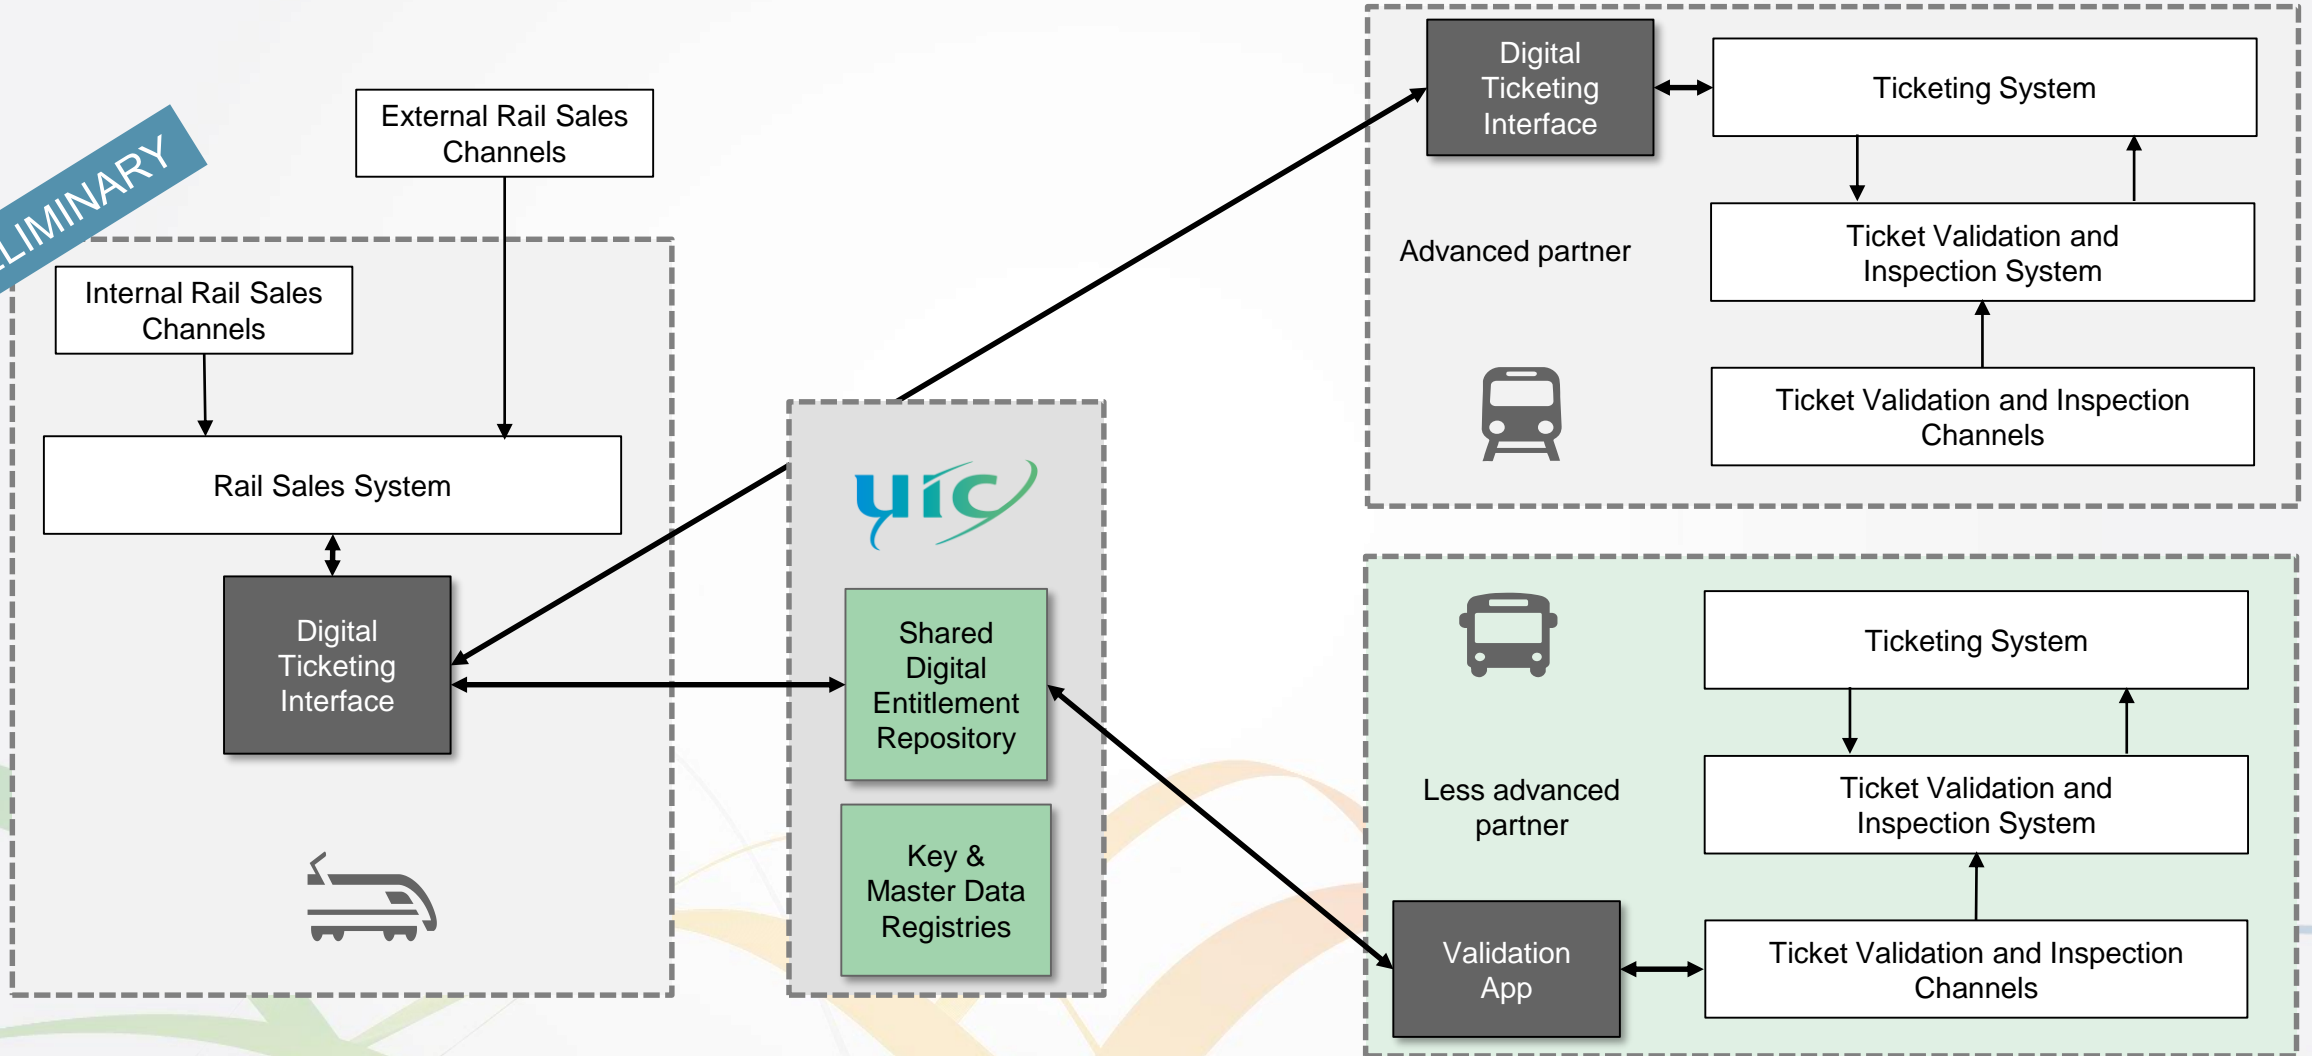 External Rail Sales
Channels
LIMINARY
Internal Rail Sales
Channels
Rail Sales System
Digital
Ticketing
Interface
uic
Shared
Digital
Entitlement
Repository
Key &
Master Data
Registries
Digital
Ticketing
Interface
Ticketing System
Advanced partner
Ticket Validation and
Inspection System
Ticket Validation and Inspection
Channels
Ticketing System
Less advanced
partner
Ticket Validation and
Inspection System
Validation
App
Ticket Validation and Inspection
Channels